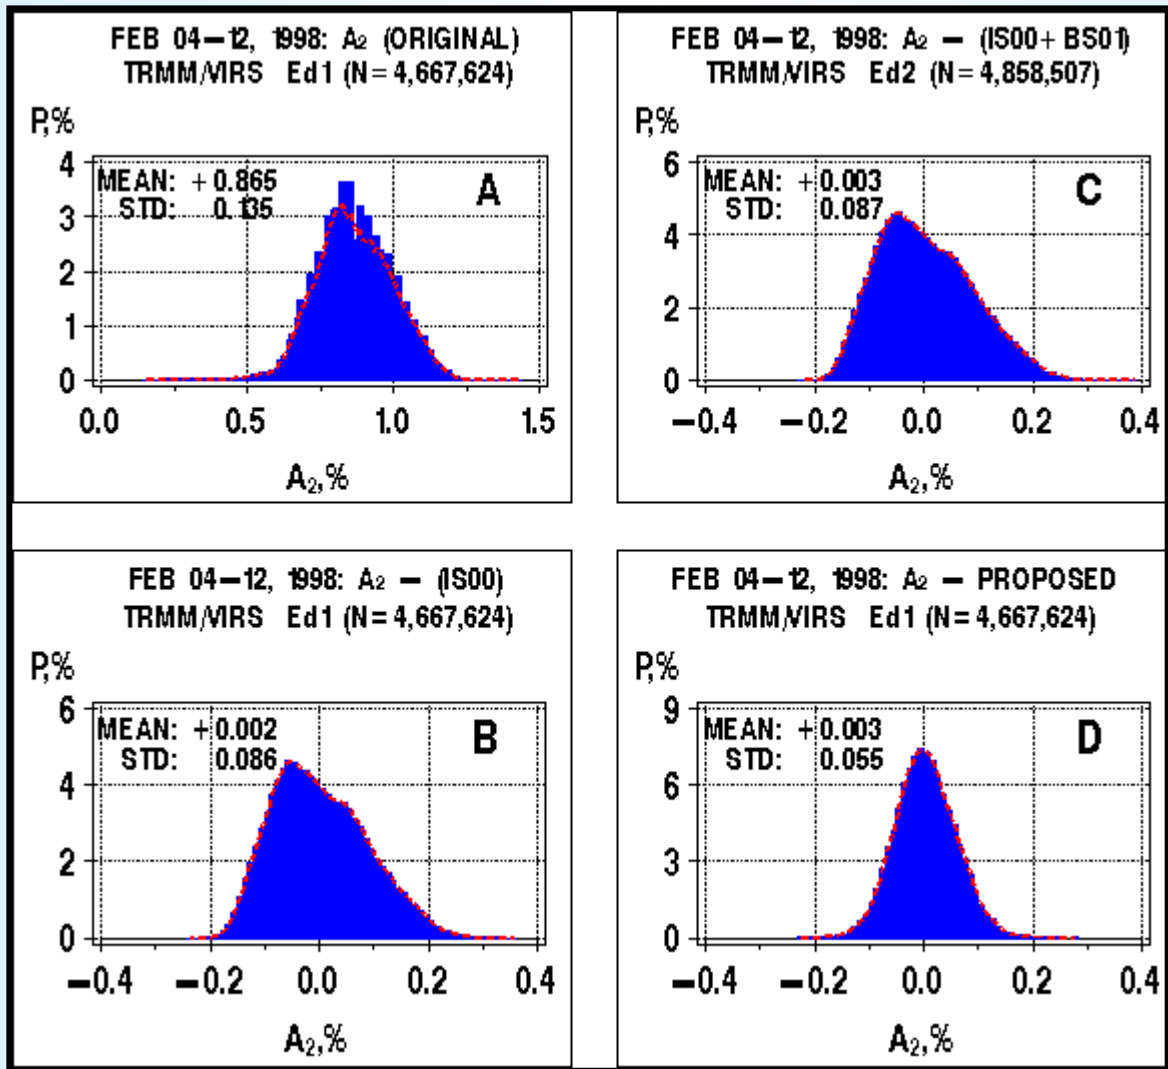 FEB 04–12, 1998: A₂ (ORIGINAL)
TRMM/VIRS Ed1 (N = 4,667,624)
P,%
4
3
2
1
0
MEAN: +0.865
STD: 0.135
A
0.0 0.5 1.0 1.5
A₂,%
FEB 04–12, 1998: A₂ – (IS00+BS01)
TRMM/VIRS Ed2 (N = 4,858,507)
P,%
6
4
2
0
MEAN: +0.003
STD: 0.087
C
–0.4 –0.2 0.0 0.2 0.4
A₂,%
FEB 04–12, 1998: A₂ – (IS00)
TRMM/VIRS Ed1 (N = 4,667,624)
P,%
6
4
2
0
MEAN: +0.002
STD: 0.086
B
–0.4 –0.2 0.0 0.2 0.4
A₂,%
FEB 04–12, 1998: A₂ – PROPOSED
TRMM/VIRS Ed1 (N = 4,667,624)
P,%
9
6
3
0
MEAN: +0.003
STD: 0.055
D
–0.4 –0.2 0.0 0.2 0.4
A₂,%